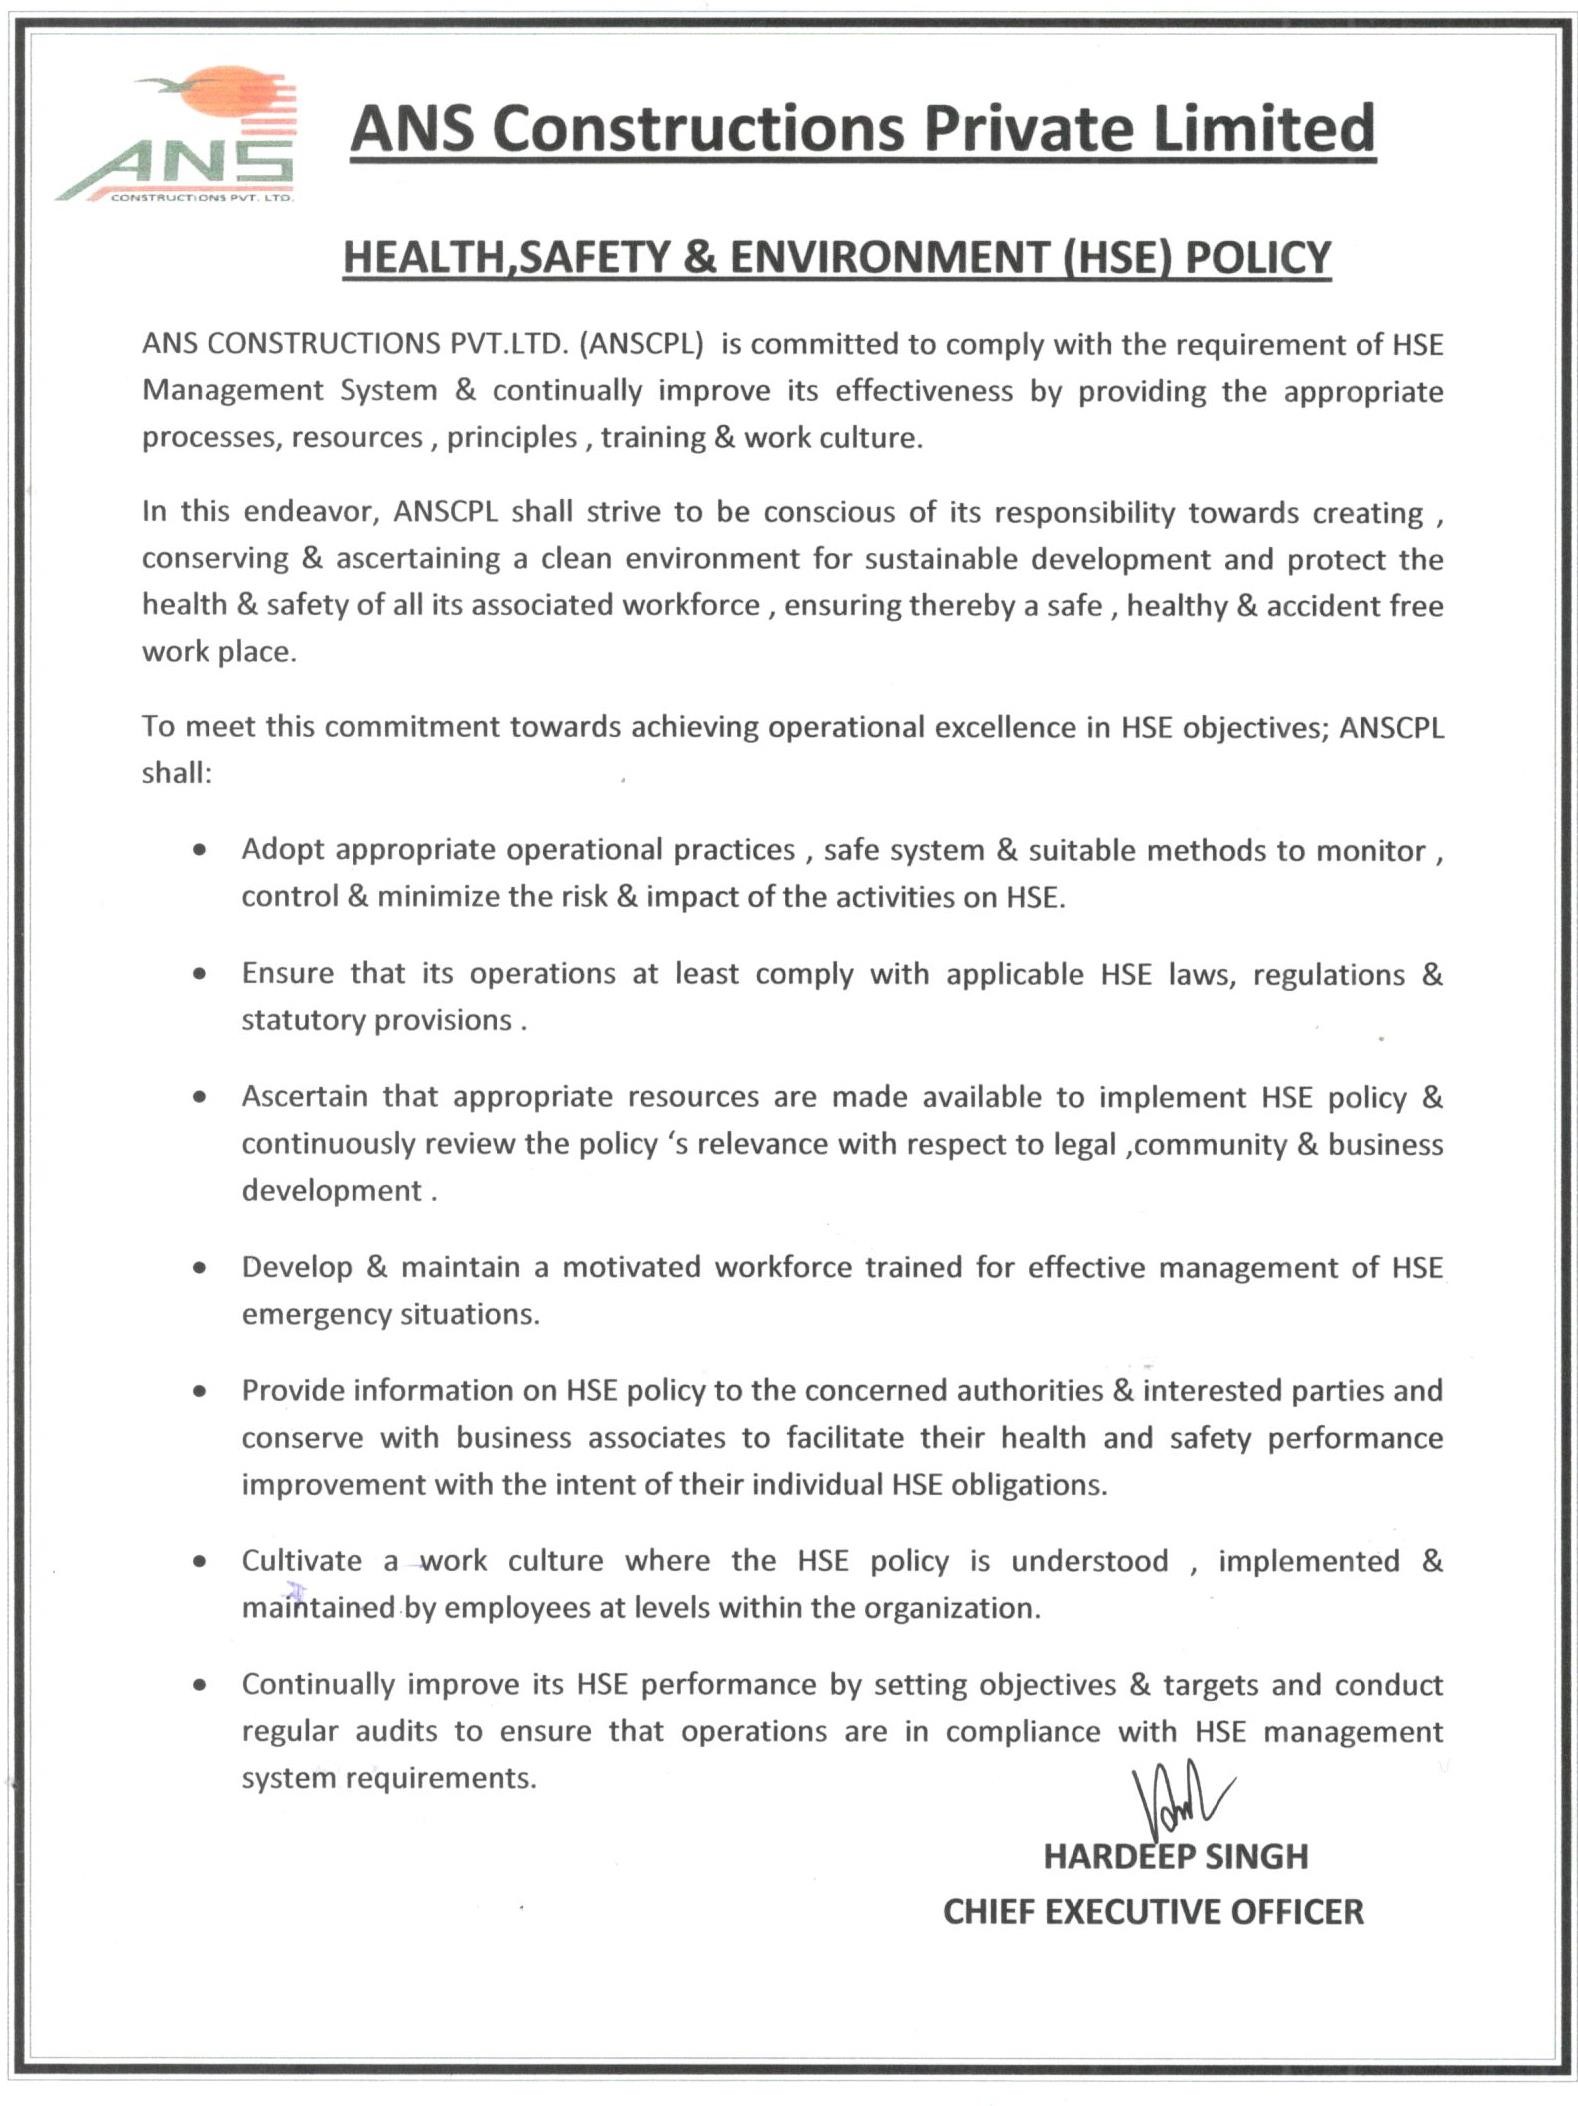 ANS
CONSTRUCTIONS PVT. LTD.
ANS Constructions Private Limited
HEALTH,SAFETY & ENVIRONMENT (HSE) POLICY
ANS CONSTRUCTIONS PVT.LTD. (ANSCPL) is committed to comply with the requirement of HSE
Management System & continually improve its effectiveness by providing the appropriate
processes, resources , principles , training & work culture.
In this endeavor, ANSCPL shall strive to be conscious of its responsibility towards creating ,
conserving & ascertaining a clean environment for sustainable development and protect the
health & safety of all its associated workforce , ensuring thereby a safe , healthy & accident free
work place.
To meet this commitment towards achieving operational excellence in HSE objectives; ANSCPL
shall:
• Adopt appropriate operational practices , safe system & suitable methods to monitor ,
control & minimize the risk & impact of the activities on HSE.
• Ensure that its operations at least comply with applicable HSE laws, regulations &
statutory provisions .
• Ascertain that appropriate resources are made available to implement HSE policy &
continuously review the policy ‘s relevance with respect to legal ,community & business
development .
• Develop & maintain a motivated workforce trained for effective management of HSE
emergency situations.
• Provide information on HSE policy to the concerned authorities & interested parties and
conserve with business associates to facilitate their health and safety performance
improvement with the intent of their individual HSE obligations.
• Cultivate a work culture where the HSE policy is understood , implemented &
maintained by employees at levels within the organization.
• Continually improve its HSE performance by setting objectives & targets and conduct
regular audits to ensure that operations are in compliance with HSE management
system requirements.
HARDEEP SINGH
CHIEF EXECUTIVE OFFICER